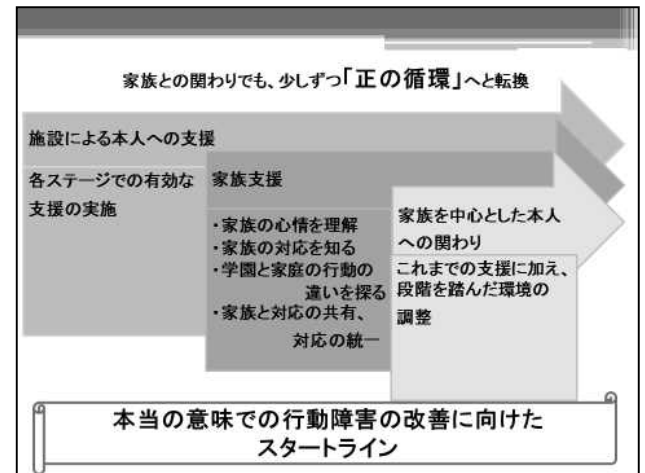 家族との関わりでも、少しずつ「正の循環」へと転換
施設による本人への支援
各ステージでの有効な
支援の実施
家族支援
・家族の心情を理解
・家族の対応を知る
・学園と家庭の行動の
違いを探る
・家族と対応の共有、
対応の統一
家族を中心とした本人
への関わり
これまでの支援に加え、
段階を踏んだ環境の
調整
本当の意味での行動障害の改善に向けた
スタートライン